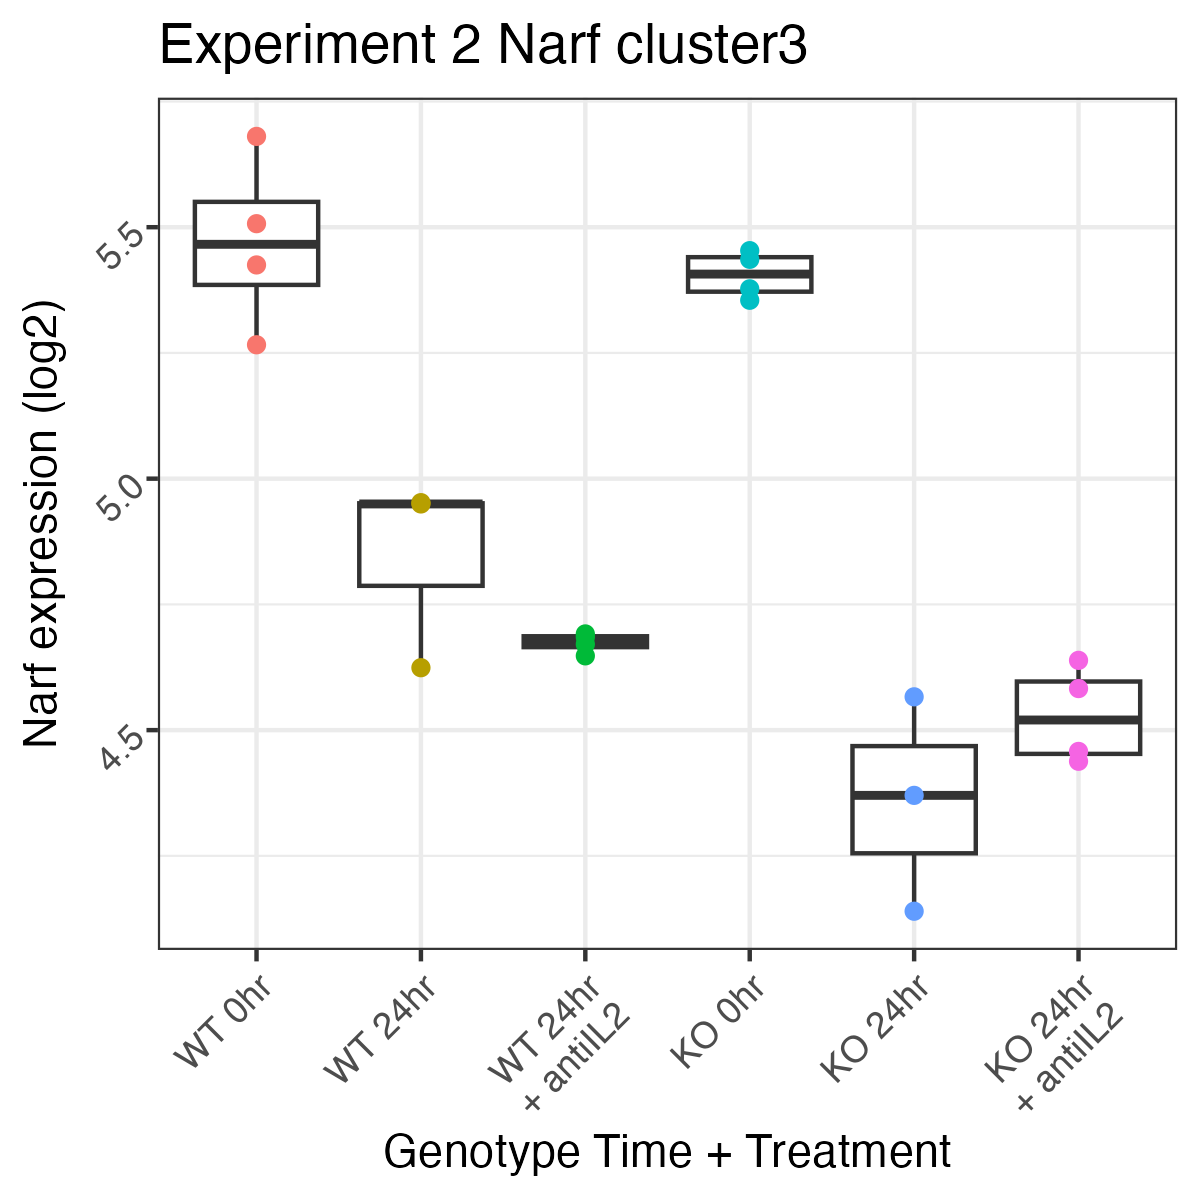 Experiment 2 Narf cluster3
Narf expression (log2)
5.5
5.0
4.5
WT 0hr
WT 24hr
WT 24hr
+ antiIL2
KO 0hr
KO 24hr
KO 24hr
+ antiIL2
Genotype Time + Treatment